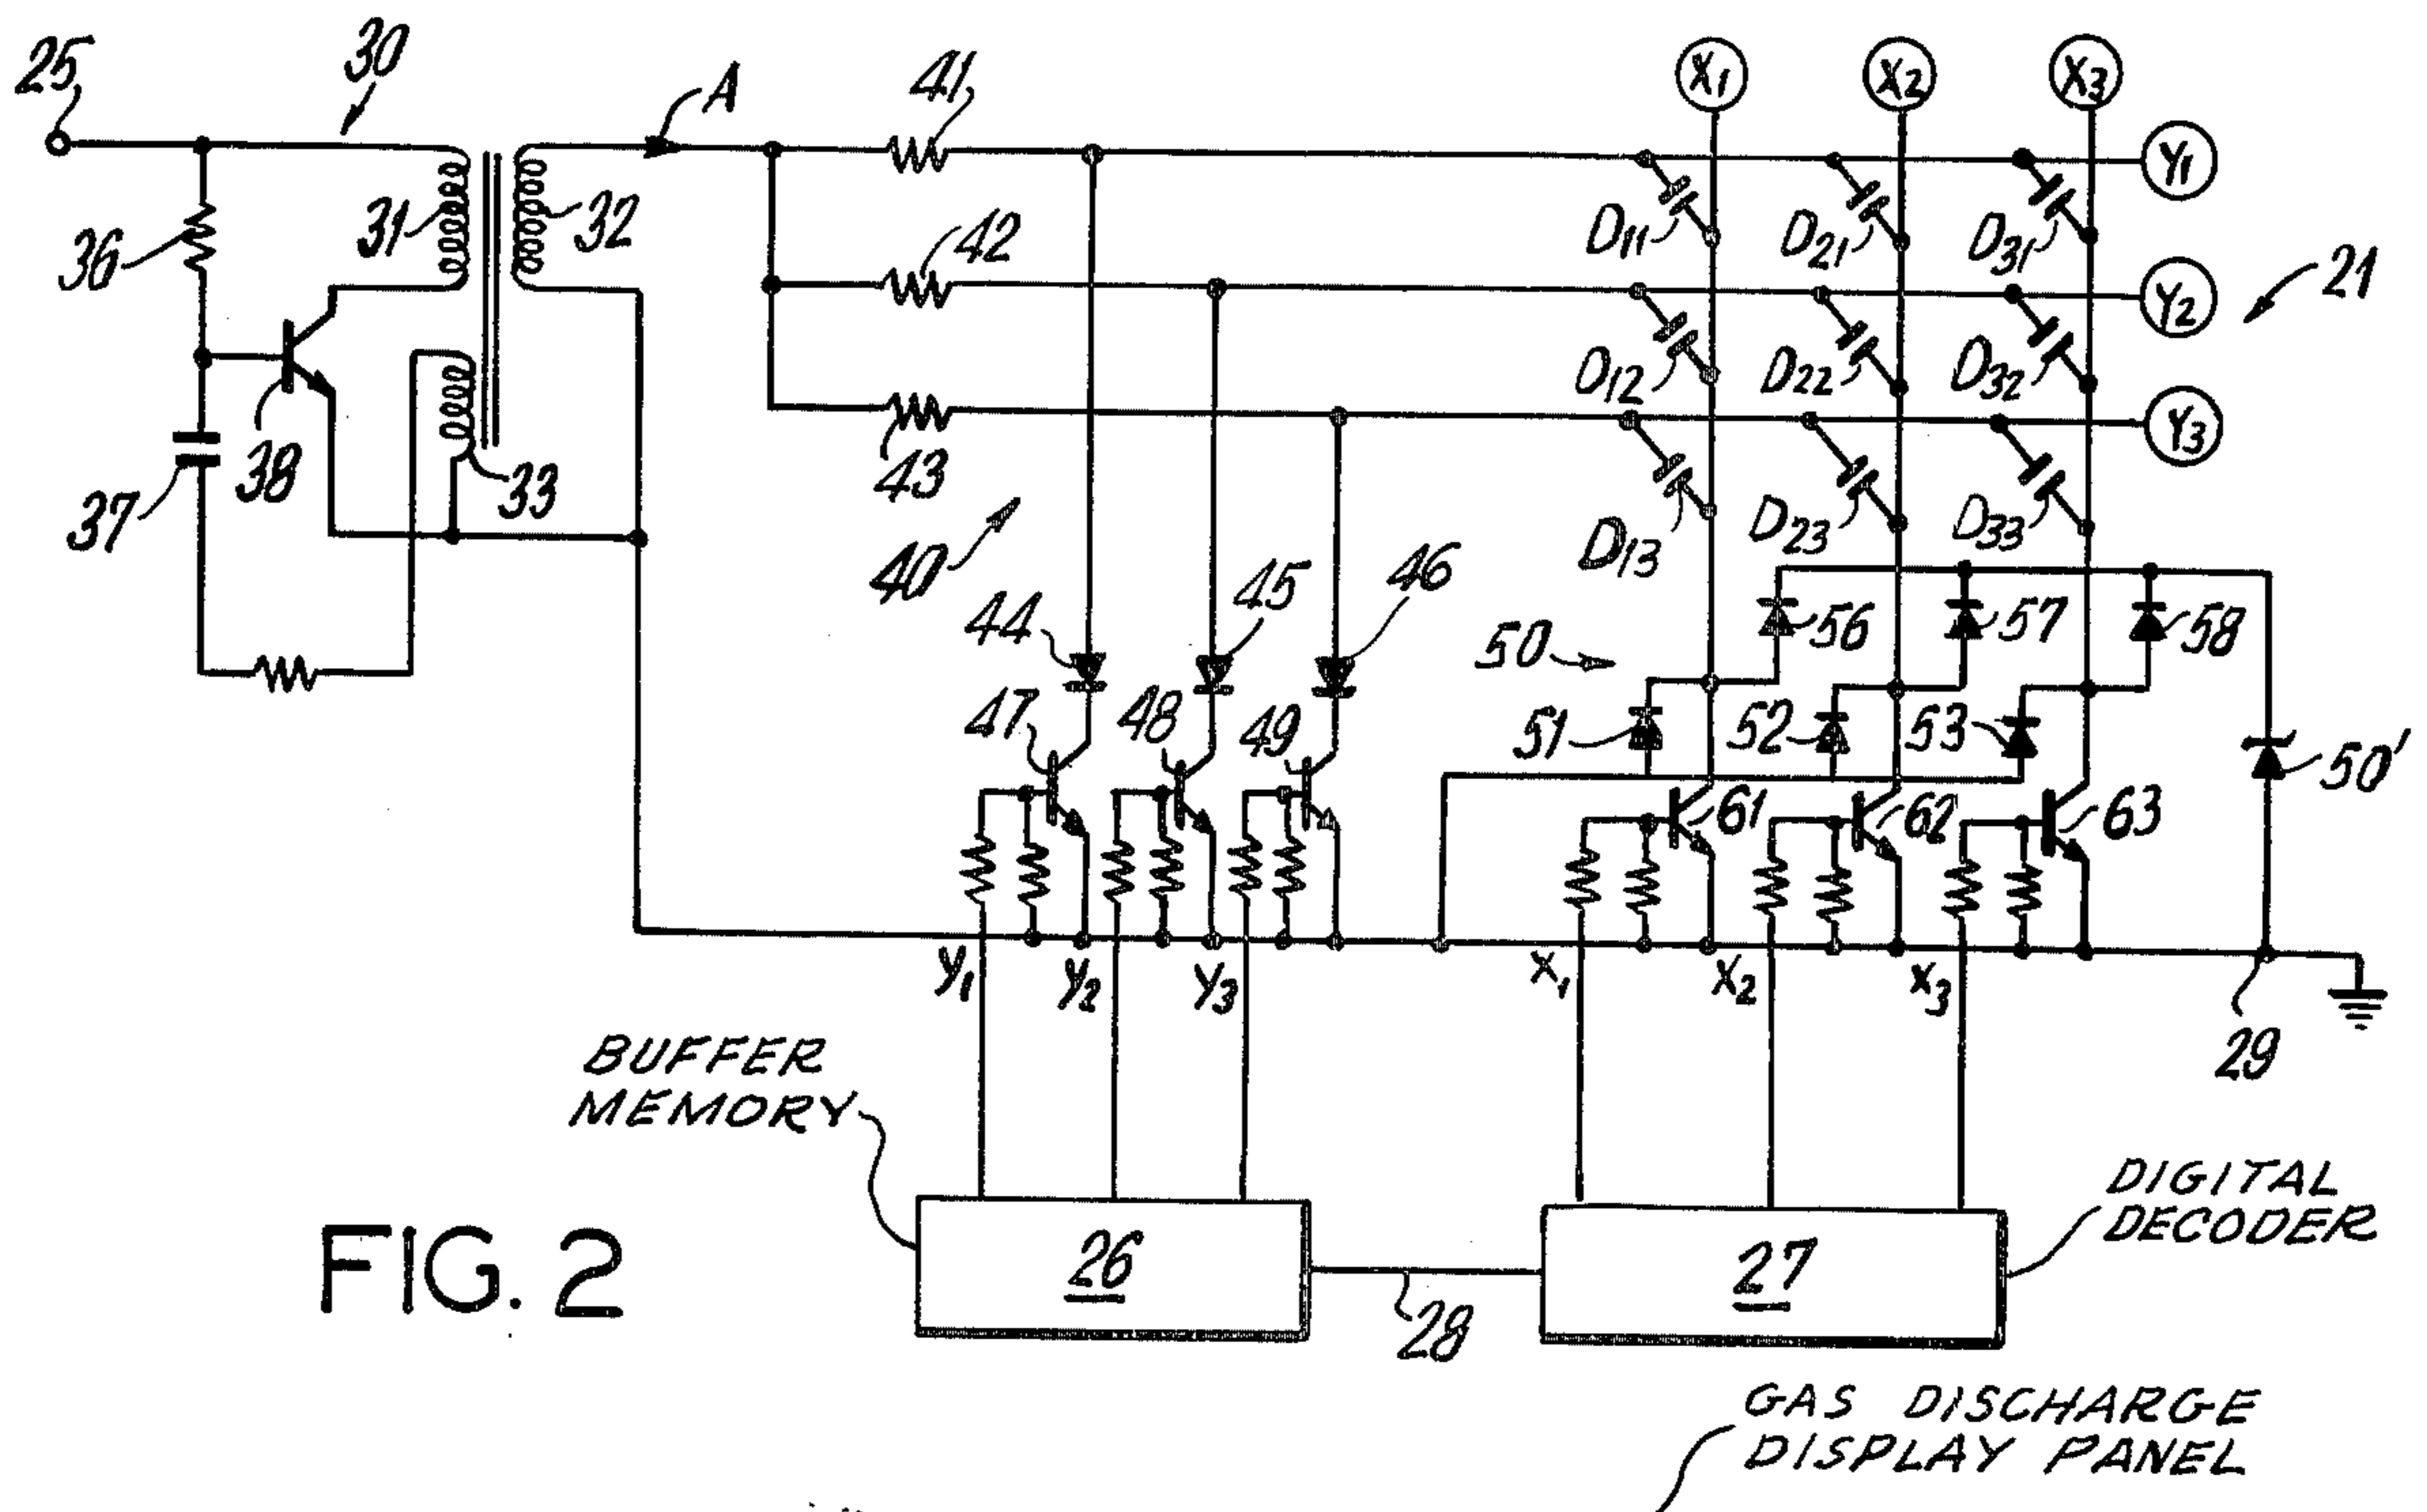 25
30
A
41
X1
X2
X3
Y1
36
31
32
42
D11
D21
D31
21
Y2
D12
D22
D32
Y3
37
38
33
43
D13
D23
D33
40
44
45
46
50
56
57
58
47
48
49
51
52
53
50'
61
62
63
y1
y2
y3
x1
x2
x3
29
BUFFER
MEMORY
DIGITAL
DECODER
26
27
28
FIG. 2
GAS DISCHARGE
DISPLAY PANEL